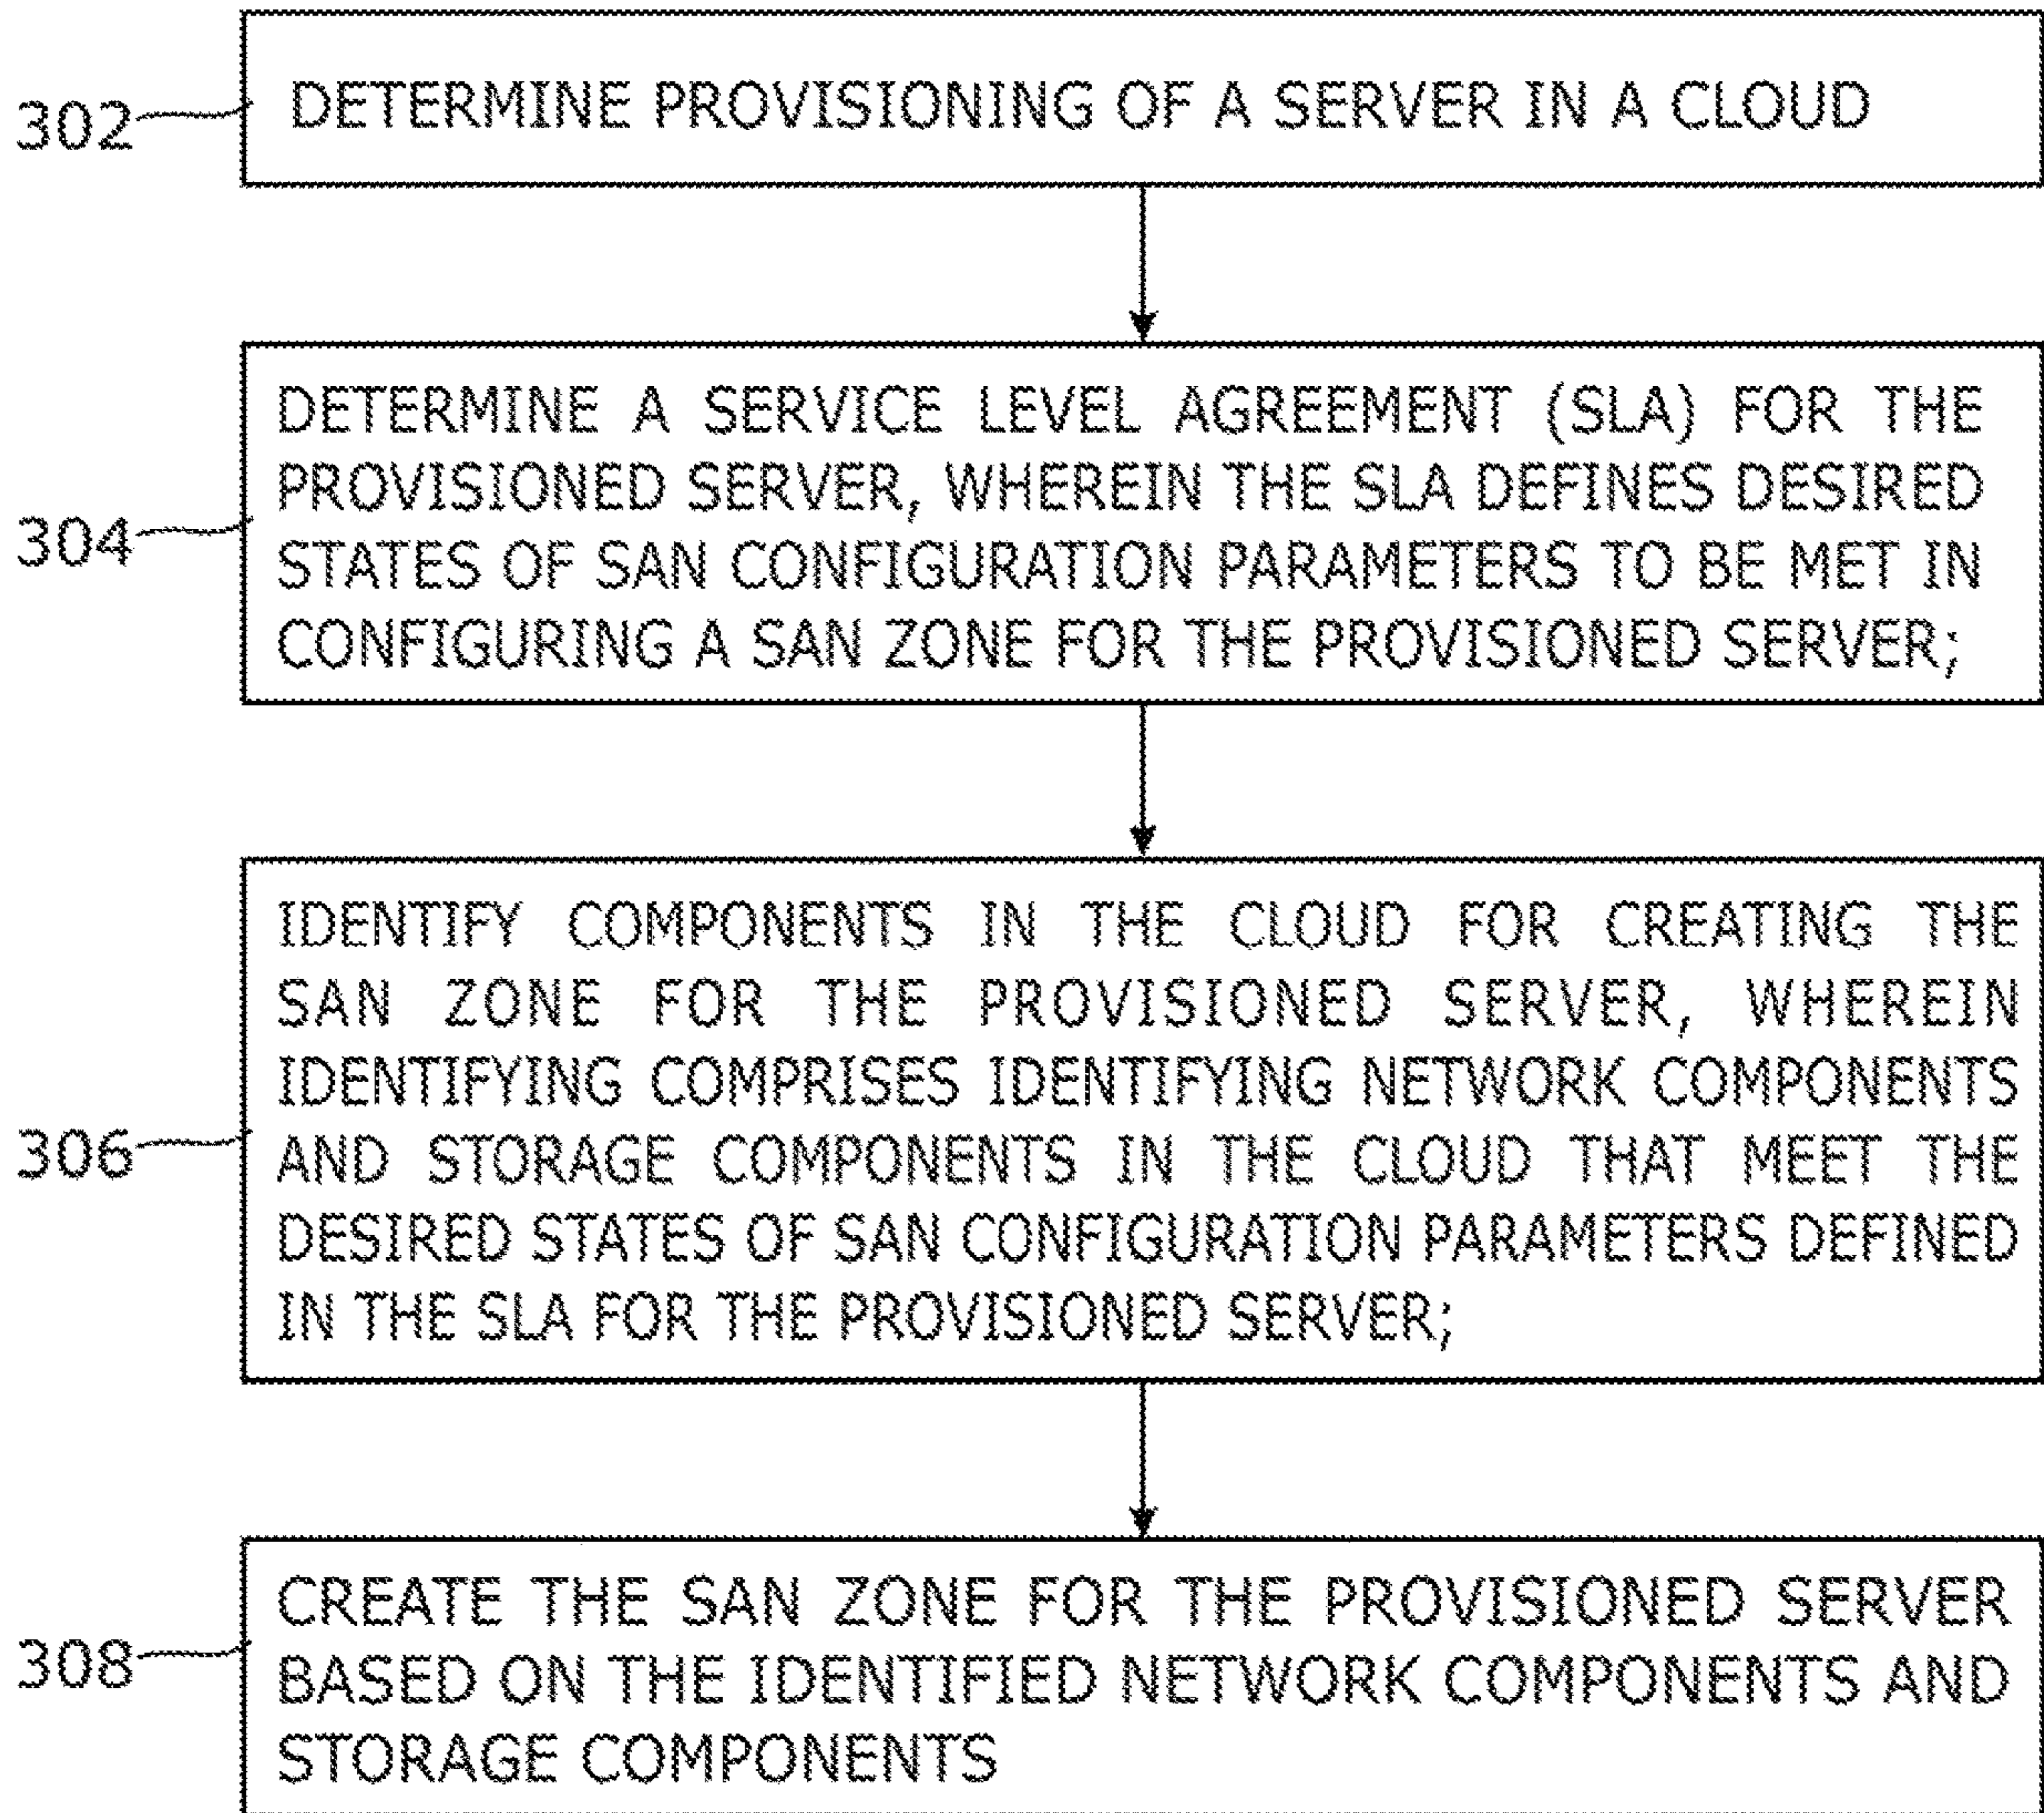 302 DETERMINE PROVISIONING OF A SERVER IN A CLOUD
DETERMINE A SERVICE LEVEL AGREEMENT (SLA) FOR THE
PROVISIONED SERVER, WHEREIN THE SLA DEFINES DESIRED
304
STATES OF SAN CONFIGURATION PARAMETERS TO BE MET IN
CONFIGURING A SAN ZONE FOR THE PROVISIONED SERVER;
IDENTIFY COMPONENTS IN THE CLOUD FOR CREATING THE
SAN ZONE FOR THE PROVISIONED SERVER, WHEREIN
IDENTIFYING COMPRISES IDENTIFYING NETWORK COMPONENTS
306
AND STORAGE COMPONENTS IN THE CLOUD THAT MEET THE
DESIRED STATES OF SAN CONFIGURATION PARAMETERS DEFINED
IN THE SLA FOR THE PROVISIONED SERVER;
CREATE THE SAN ZONE FOR THE PROVISIONED SERVER
308
BASED ON THE IDENTIFIED NETWORK COMPONENTS AND
STORAGE COMPONENTS